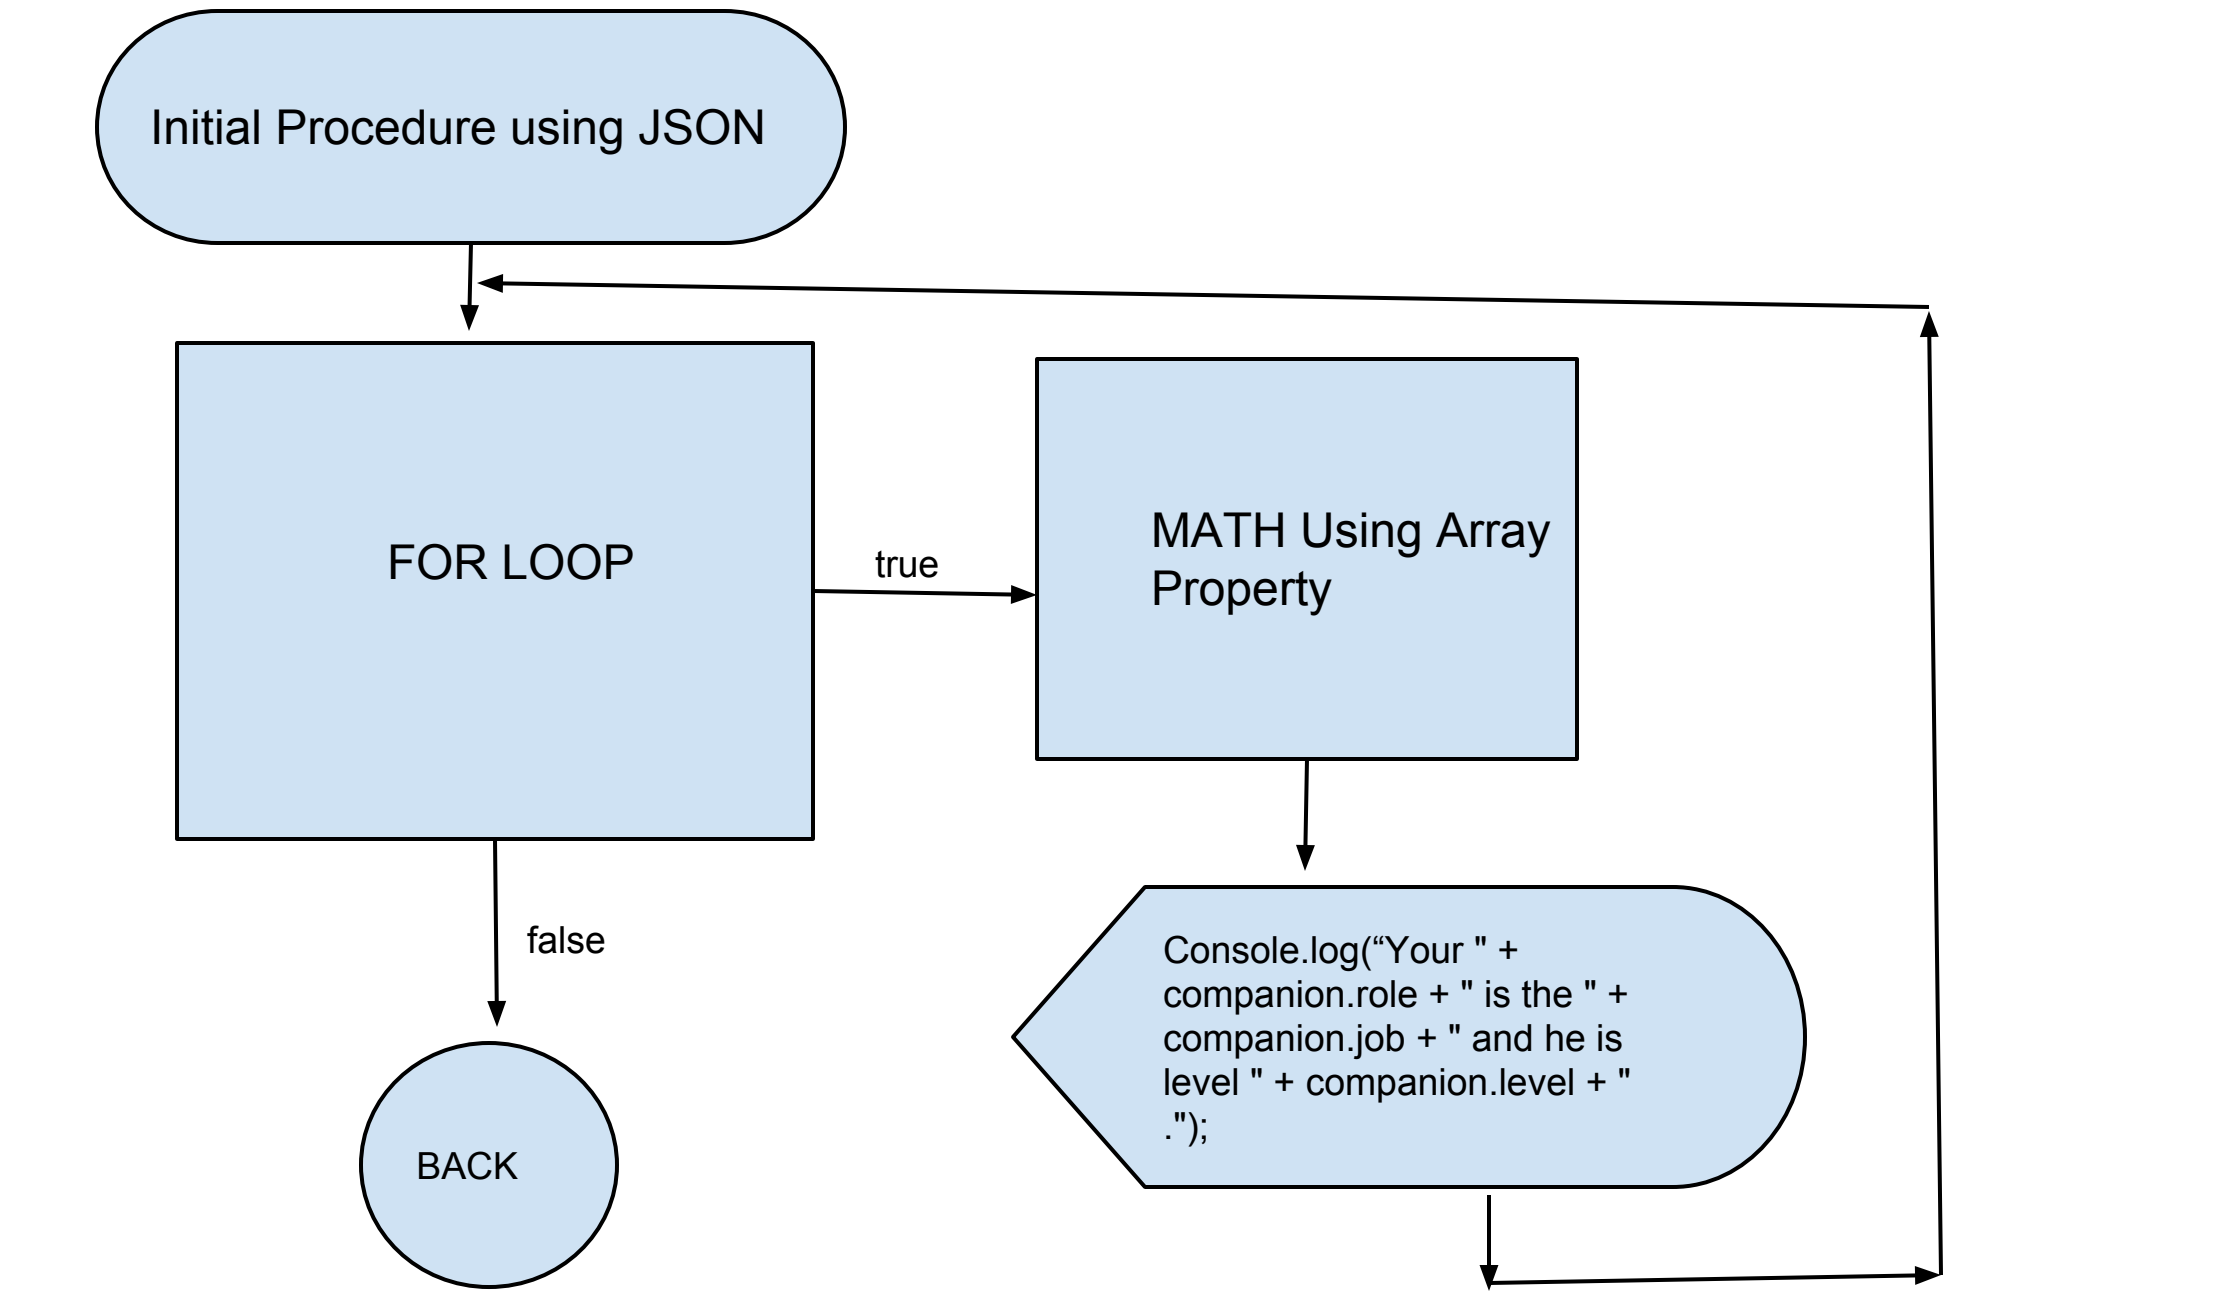 Initial Procedure using JSON
FOR LOOP
true
MATH Using Array
Property
false
Console.log(“Your " +
companion.role + " is the " +
companion.job + " and he is
level " + companion.level + "
.");
BACK